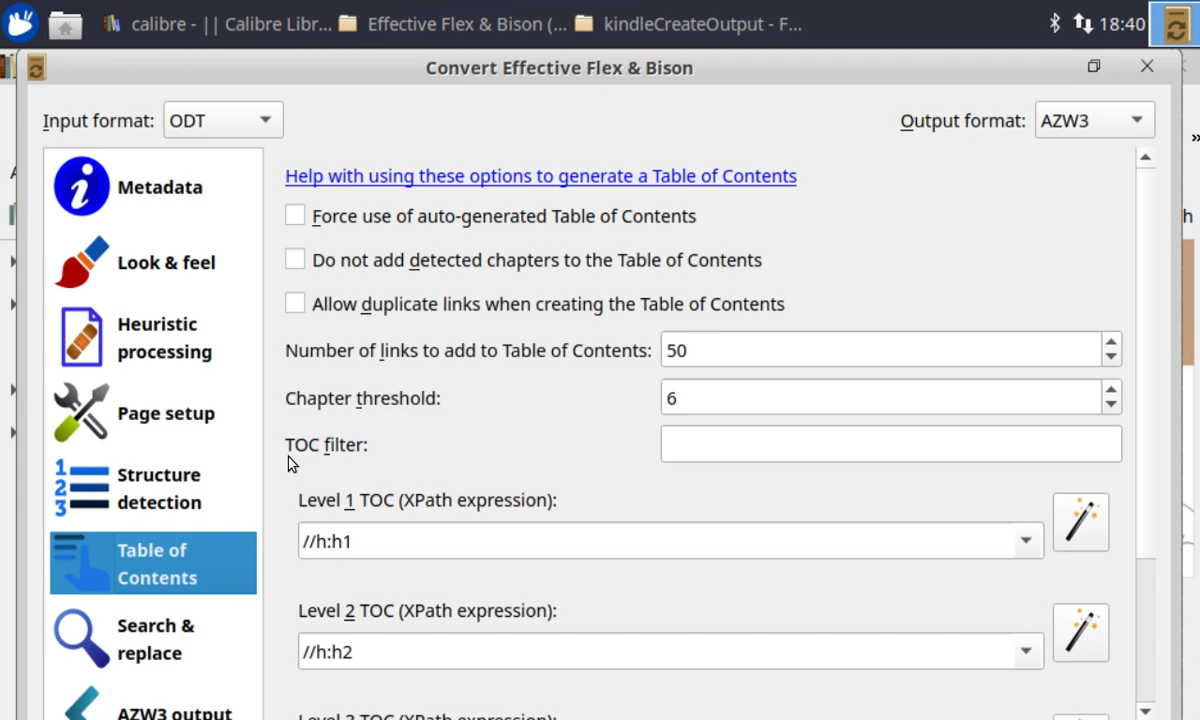 calibre - || Calibre Libr... Effective Flex & Bison (... kindleCreateOutput - F... 18:40
Convert Effective Flex & Bison
Input format: ODT Output format: AZW3
Metadata
Look & feel
Heuristic
processing
Page setup
Structure
detection
Table of
Contents
Search &
replace
AZW3 output
Help with using these options to generate a Table of Contents
Force use of auto-generated Table of Contents
Do not add detected chapters to the Table of Contents
Allow duplicate links when creating the Table of Contents
Number of links to add to Table of Contents: 50
Chapter threshold: 6
TOC filter:
Level 1 TOC (XPath expression):
//h:h1
Level 2 TOC (XPath expression):
//h:h2
Level 3 TOC (XPath expression):